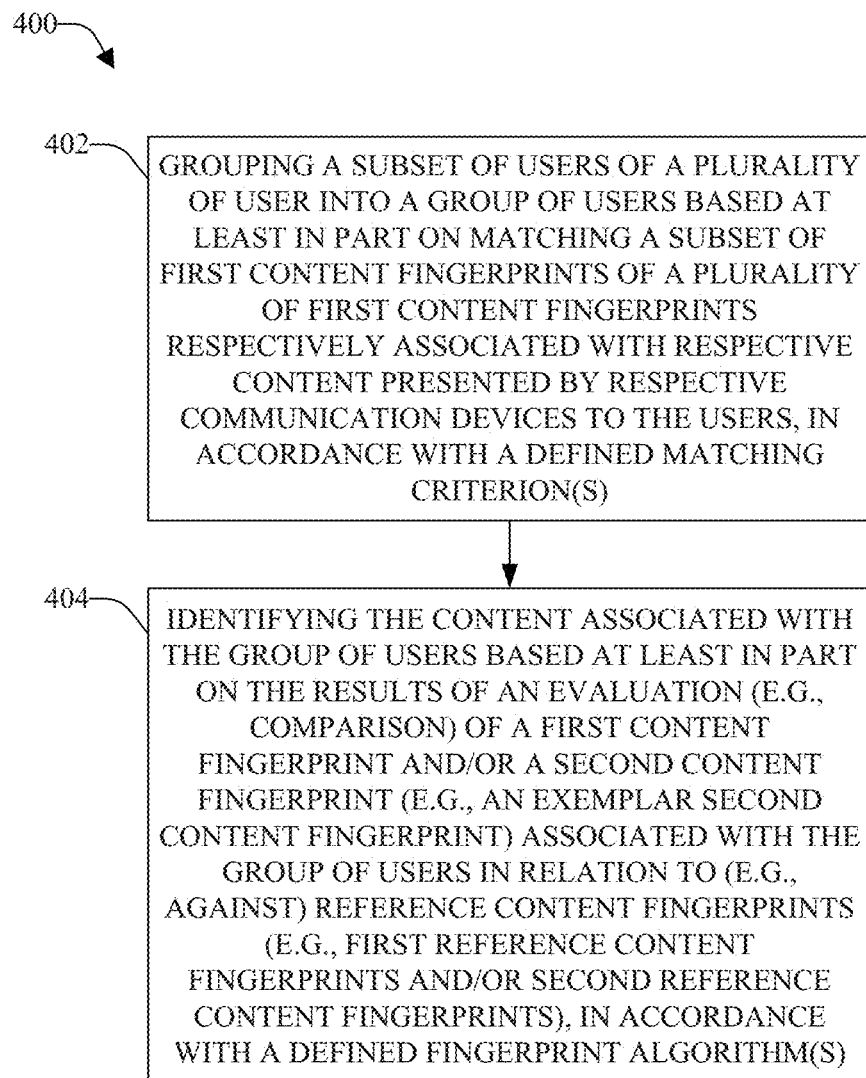 400
402
GROUPING A SUBSET OF USERS OF A PLURALITY
OF USER INTO A GROUP OF USERS BASED AT
LEAST IN PART ON MATCHING A SUBSET OF
FIRST CONTENT FINGERPRINTS OF A PLURALITY
OF FIRST CONTENT FINGERPRINTS
RESPECTIVELY ASSOCIATED WITH RESPECTIVE
CONTENT PRESENTED BY RESPECTIVE
COMMUNICATION DEVICES TO THE USERS, IN
ACCORDANCE WITH A DEFINED MATCHING
CRITERION(S)
404
IDENTIFYING THE CONTENT ASSOCIATED WITH
THE GROUP OF USERS BASED AT LEAST IN PART
ON THE RESULTS OF AN EVALUATION (E.G.,
COMPARISON) OF A FIRST CONTENT
FINGERPRINT AND/OR A SECOND CONTENT
FINGERPRINT (E.G., AN EXEMPLAR SECOND
CONTENT FINGERPRINT) ASSOCIATED WITH THE
GROUP OF USERS IN RELATION TO (E.G.,
AGAINST) REFERENCE CONTENT FINGERPRINTS
(E.G., FIRST REFERENCE CONTENT
FINGERPRINTS AND/OR SECOND REFERENCE
CONTENT FINGERPRINTS), IN ACCORDANCE
WITH A DEFINED FINGERPRINT ALGORITHM(S)